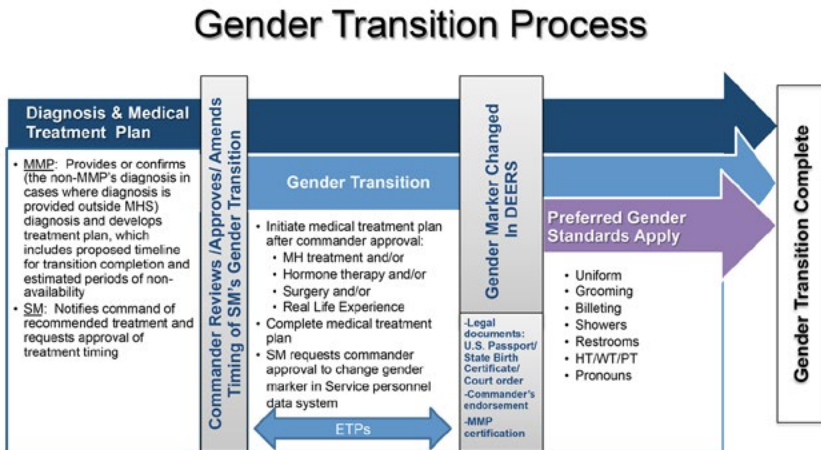 Gender Transition Process
Diagnosis & Medical
Treatment Plan
• MMP: Provides or confirms
(the non-MMP's diagnosis in
cases where diagnosis is
provided outside MHS)
diagnosis and develops
treatment plan, which
includes proposed timeline
for transition completion and
estimated periods of non-
availability
• SM: Notifies command of
recommended treatment and
requests approval of
treatment timing
Commander Reviews /Approves/ Amends
Timing of SM's Gender Transition
Gender Transition
• Initiate medical treatment plan
after commander approval:
• MH treatment and/or
• Hormone therapy and/or
• Surgery and/or
• Real Life Experience
• Complete medical treatment
plan
• SM requests commander
approval to change gender
marker in Service personnel
data system
ETPs
Gender Marker Changed
In DEERS
-Legal
documents:
U.S. Passport/
State Birth
Certificate/
Court order
-Commander's
endorsement
-MMP
certification
Preferred Gender
Standards Apply
• Uniform
• Grooming
• Billeting
• Showers
• Restrooms
• HT/WT/PT
• Pronouns
Gender Transition Complete